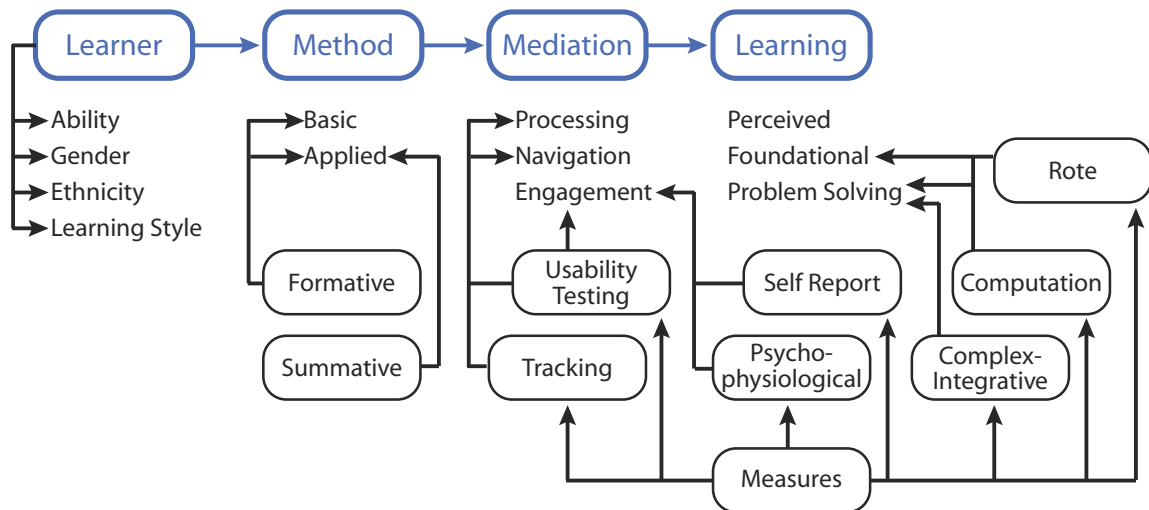 Learner
Method
Mediation
Learning
Ability
Gender
Ethnicity
Learning Style
Basic
Applied
Processing
Navigation
Engagement
Perceived
Foundational
Problem Solving
Rote
Formative
Usability
Testing
Self Report
Computation
Summative
Tracking
Psycho-
physiological
Complex-
Integrative
Measures